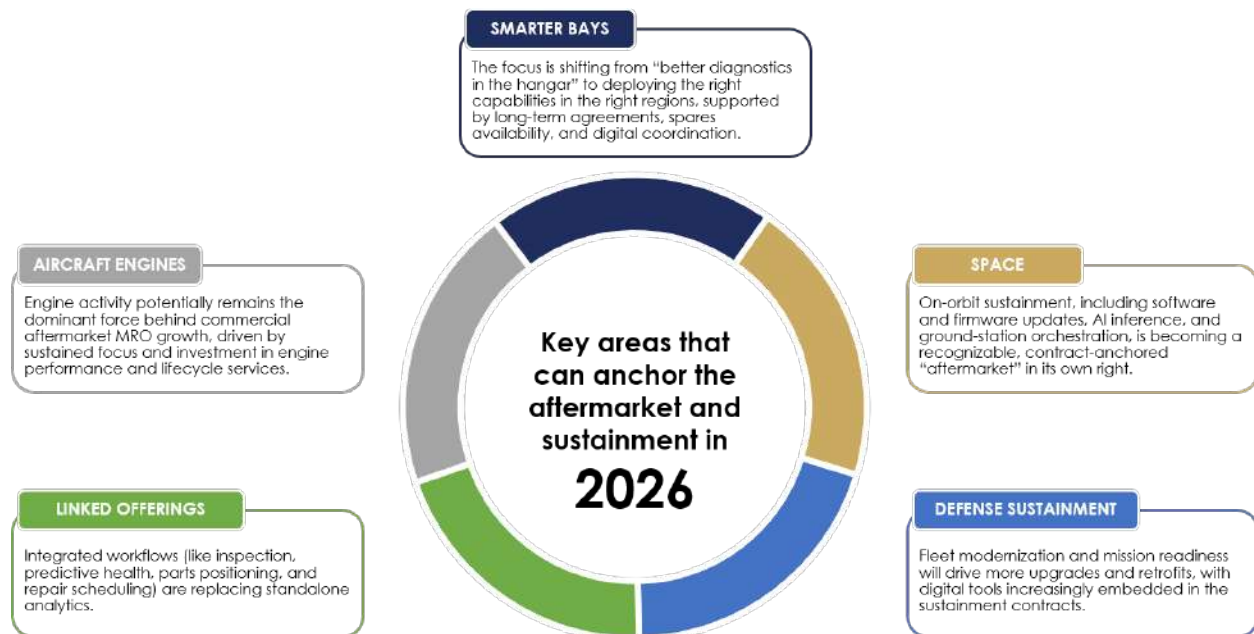 SMARTER BAYS
The focus is shifting from “better diagnostics
in the hangar” to deploying the right
capabilities in the right regions, supported
by long-term agreements, spares
availability, and digital coordination.
AIRCRAFT ENGINES
Engine activity potentially remains the
dominant force behind commercial
aftermarket MRO growth, driven by
sustained focus and investment in engine
performance and lifecycle services.
SPACE
On-orbit sustainment, including software
and firmware updates, AI inference, and
ground-station orchestration, is becoming a
recognizable, contract-anchored
“aftermarket” in its own right.
Key areas that
can anchor the
aftermarket and
sustainment in
2026
LINKED OFFERINGS
Integrated workflows (like inspection,
predictive health, parts positioning, and
repair scheduling) are replacing standalone
analytics.
DEFENSE SUSTAINMENT
Fleet modernization and mission readiness
will drive more upgrades and retrofits, with
digital tools increasingly embedded in the
sustainment contracts.